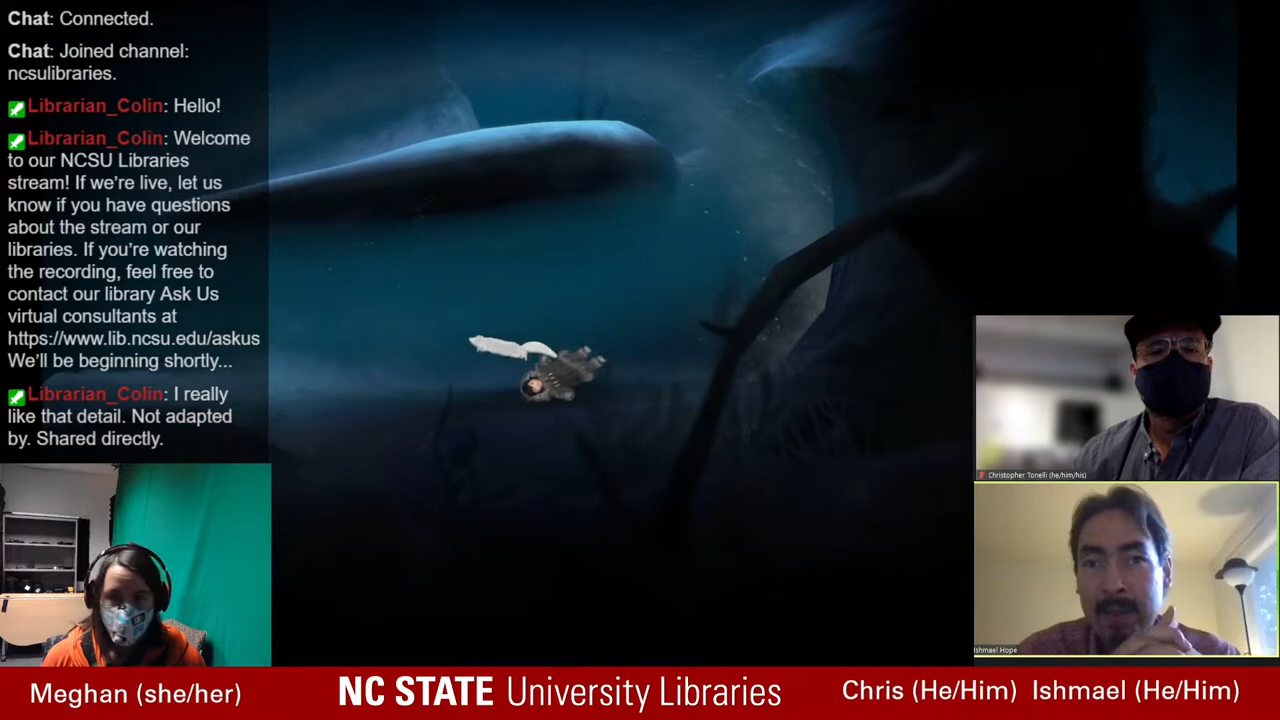 Chat: Connected.
Chat: Joined channel:
ncsulibraries.
Librarian_Colin: Hello!
Librarian_Colin: Welcome
to our NCSU Libraries
stream! If we're live, let us
know if you have questions
about the stream or our
libraries. If you're watching
the recording, feel free to
contact our library Ask Us
virtual consultants at
https://www.lib.ncsu.edu/askus
We'll be beginning shortly...
Librarian_Colin: I really
like that detail. Not adapted
by. Shared directly.
Christopher Tonelli (he/him/his)
Ishmael Hope
Meghan (she/her)
NC STATE University Libraries
Chris (He/Him) Ishmael (He/Him)